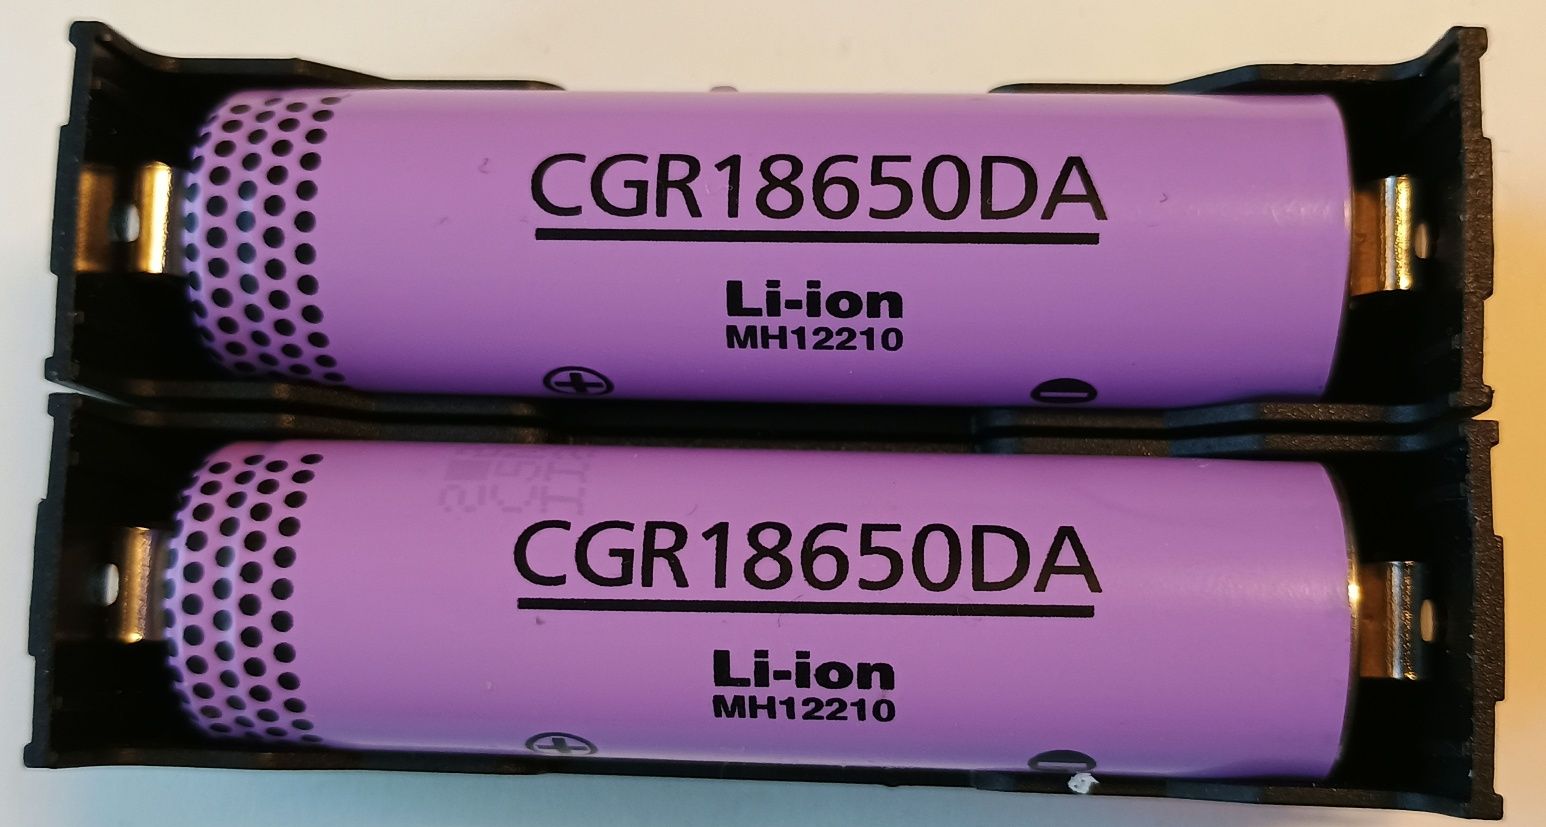 CGR18650DA
Li-ion
MH12210
+ -
CGR18650DA
Li-ion
MH12210
+ -